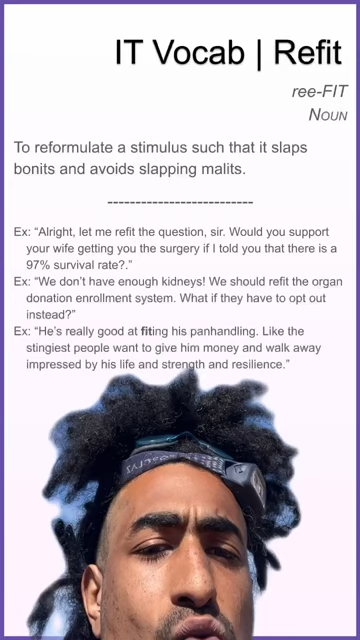 IT Vocab | Refit
ree-FIT
NOUN
To reformulate a stimulus such that it slaps
bonits and avoids slapping malits.
--------------------------
Ex: “Alright, let me refit the question, sir. Would you support
your wife getting you the surgery if I told you that there is a
97% survival rate?.”
Ex: “We don’t have enough kidneys! We should refit the organ
donation enrollment system. What if they have to opt out
instead?”
Ex: “He’s really good at fiting his panhandling. Like the
stingiest people want to give him money and walk away
impressed by his life and strength and resilience.”